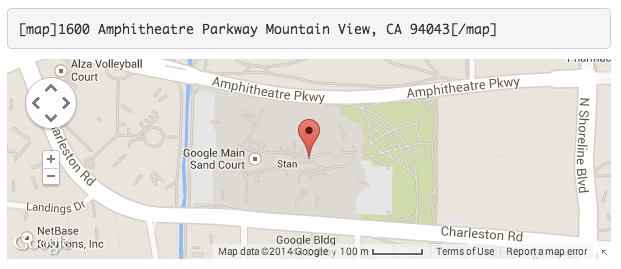 [map]1600 Amphitheatre Parkway Mountain View, CA 94043[/map]
Alza Volleyball
Court
Amphitheatre Pkwy
Amphitheatre Pkwy
N Shoreline Blvd
Charleston Rd
Google Main
Sand Court
Stan
Landings Dr
NetBase
Solutions, Inc
Google
Charleston Rd
Google Bldg
Map data ©2014 Google
100 m
Terms of Use
Report a map error